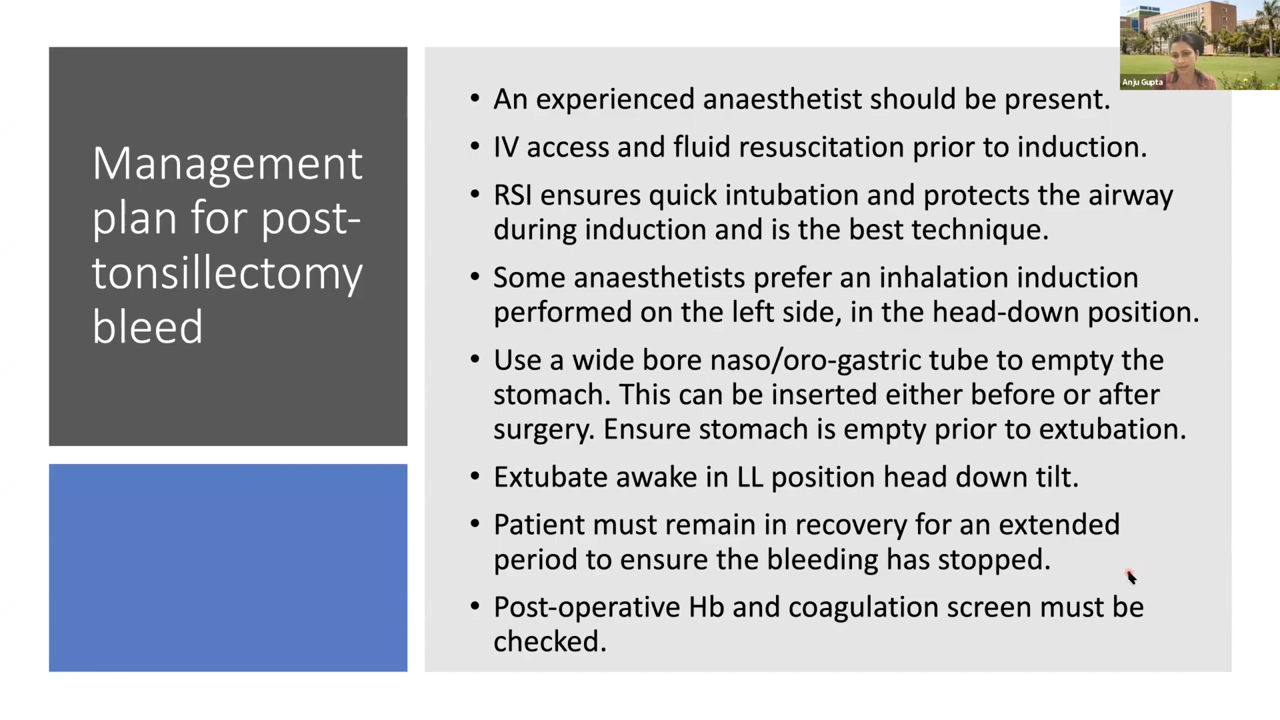 Management
plan for post-
tonsillectomy
bleed
• An experienced anaesthetist should be present.
• IV access and fluid resuscitation prior to induction.
• RSI ensures quick intubation and protects the airway
during induction and is the best technique.
• Some anaesthetists prefer an inhalation induction
performed on the left side, in the head-down position.
• Use a wide bore naso/oro-gastric tube to empty the
stomach. This can be inserted either before or after
surgery. Ensure stomach is empty prior to extubation.
• Extubate awake in LL position head down tilt.
• Patient must remain in recovery for an extended
period to ensure the bleeding has stopped.
• Post-operative Hb and coagulation screen must be
checked.
Anju Gupta